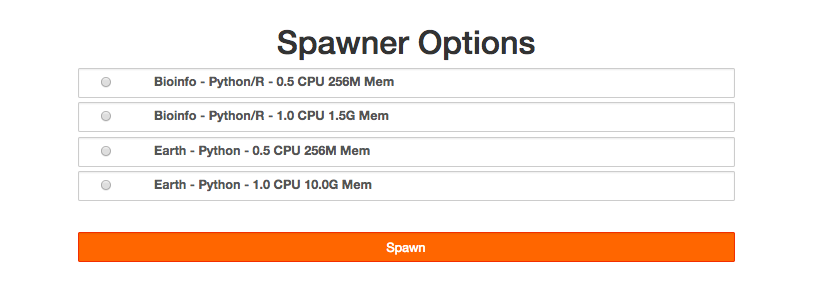 Spawner Options
Bioinfo - Python/R - 0.5 CPU 256M Mem
Bioinfo - Python/R - 1.0 CPU 1.5G Mem
Earth - Python - 0.5 CPU 256M Mem
Earth - Python - 1.0 CPU 10.0G Mem
Spawn